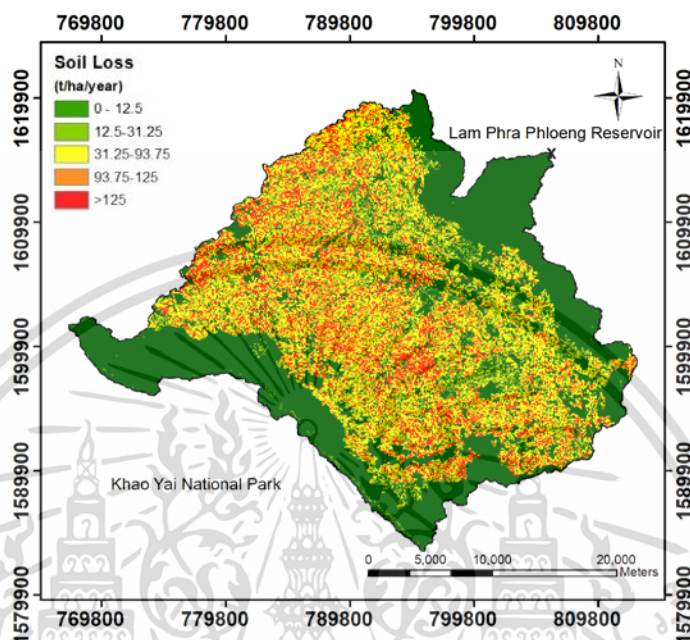 769800 779800 789800 799800 809800
Soil Loss
(t/ha/year)
0 - 12.5
12.5-31.25
31.25-93.75
93.75-125
>125
N
Lam Phra Phloeng Reservoir
X
Khao Yai National Park
0 5,000 10,000 20,000
Meters
1619900
1609900
1599900
1589900
1579900
1619900
1609900
1599900
1589900
1579900
769800 779800 789800 799800 809800